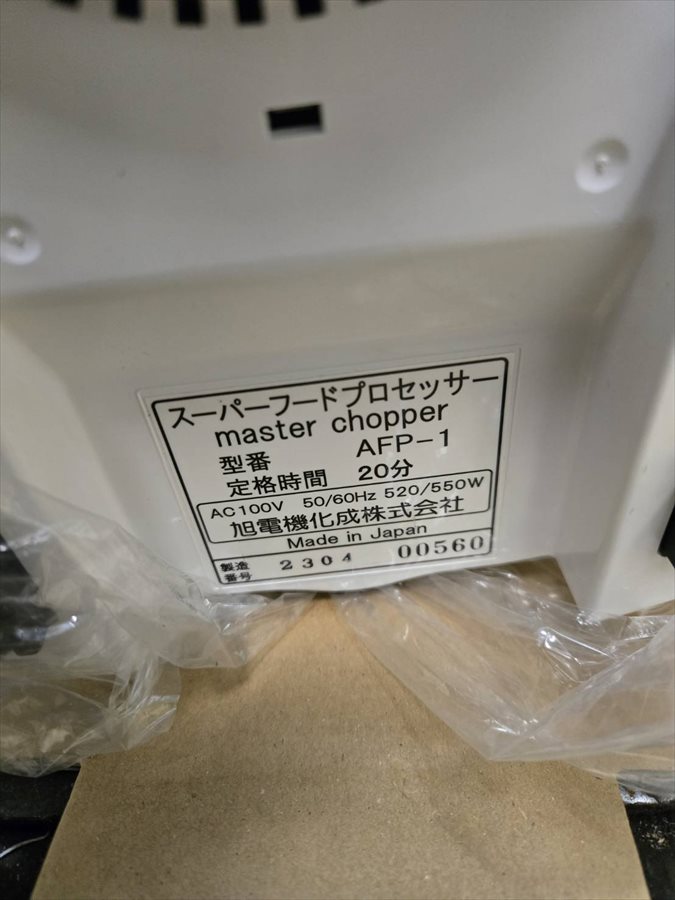 スーパーフードプロセッサー
master chopper
型番 AFP-1
定格時間 20分
AC100V 50/60Hz 520/550W
旭電機化成株式会社
Made in Japan
製造番号 2304 00560